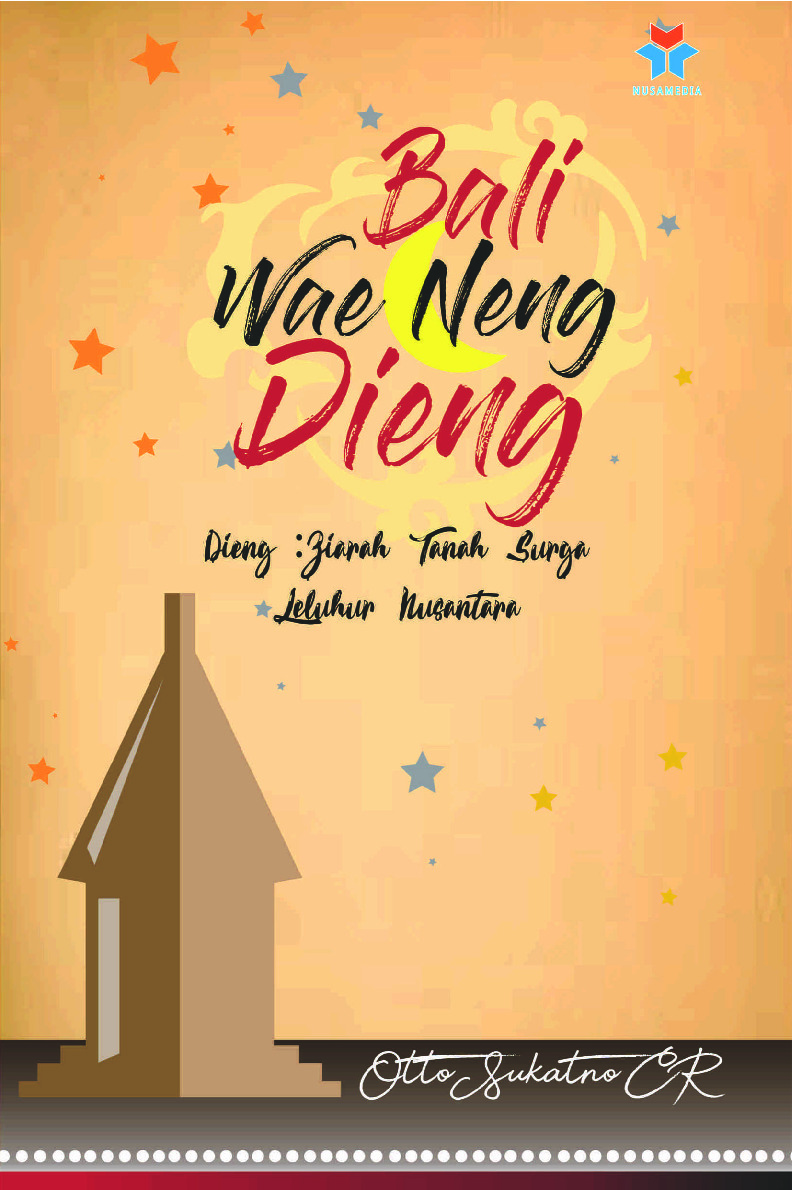 NUSAMEDIA
Bali
Wae Neng
Dieng
Dieng : Ziarah Tanah Surga
Leluhur Nusantara
Otto Sukatno CR